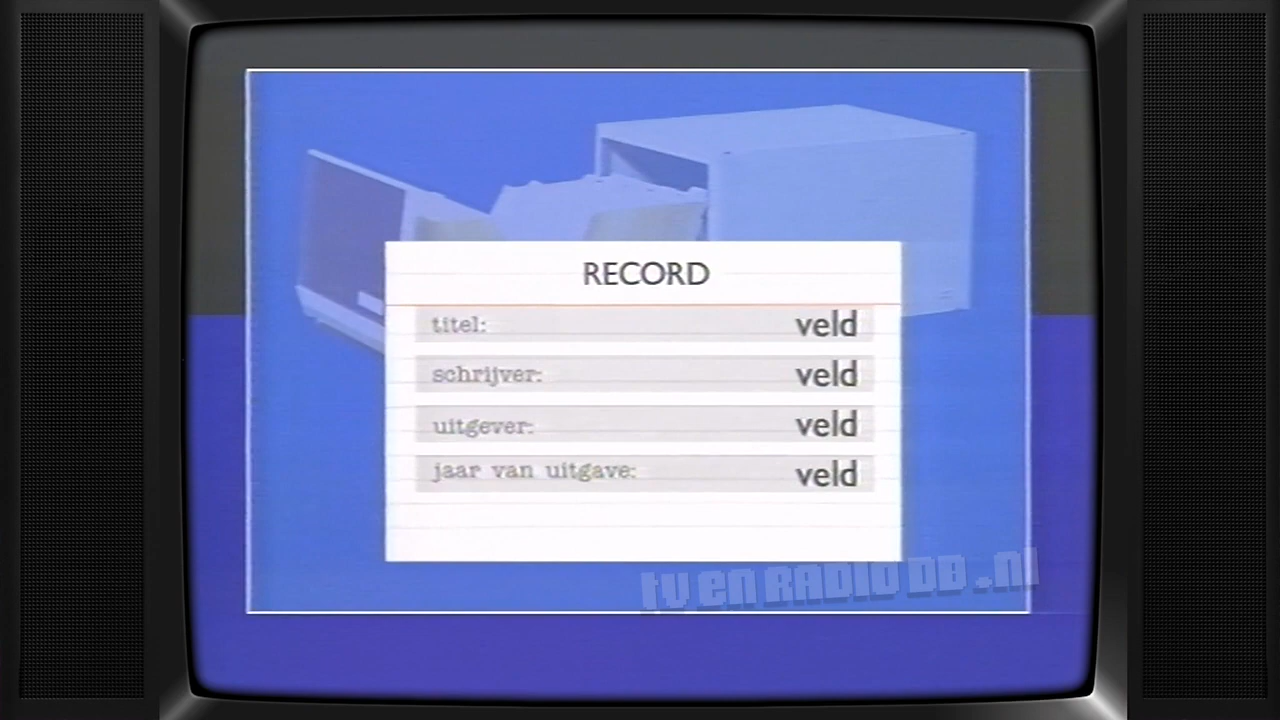 RECORD
titel: veld
schrijver: veld
uitgever: veld
jaar van uitgave: veld
tv en RADIO DB .nl